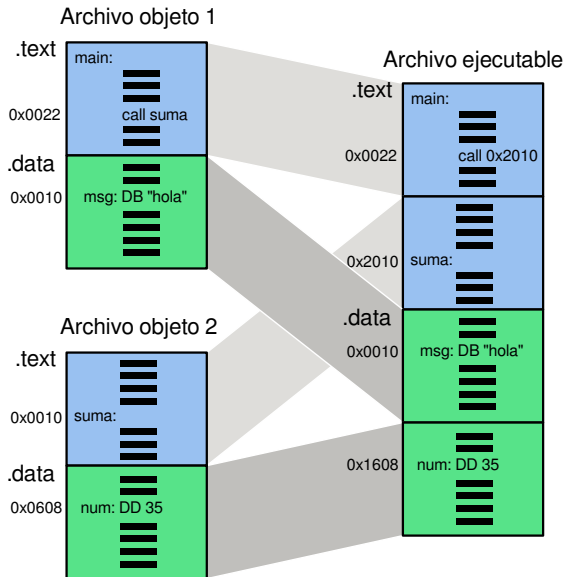 Archivo objeto 1
.text
main:
0x0022
call suma
.data
0x0010
msg: DB "hola"
Archivo objeto 2
.text
0x0010
suma:
.data
0x0608
num: DD 35
Archivo ejecutable
.text
main:
0x0022
call 0x2010
0x2010
suma:
.data
0x0010
msg: DB "hola"
0x1608
num: DD 35